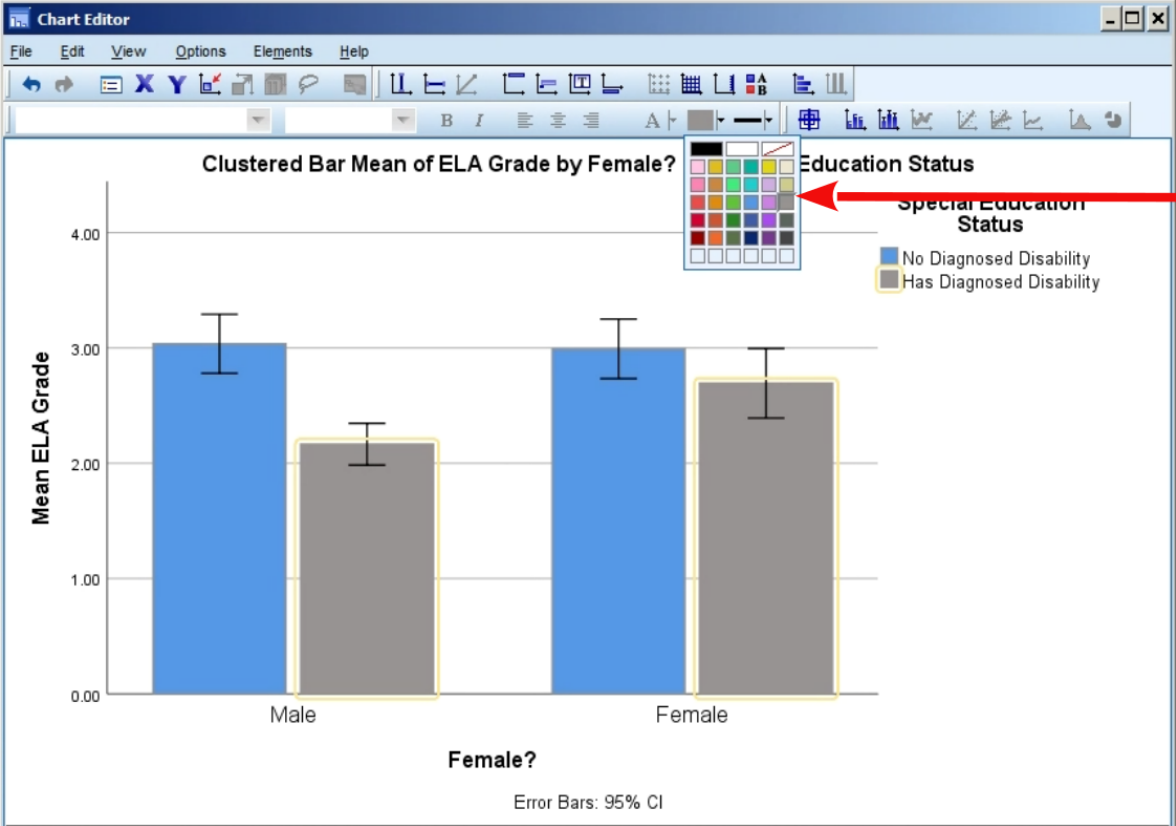 Chart Editor
File Edit View Options Elements Help
X Y A B
B I A
Clustered Bar Mean of ELA Grade by Female? Education Status
Special Education
Status
No Diagnosed Disability
Has Diagnosed Disability
4.00
3.00
2.00
1.00
0.00
Mean ELA Grade
Male Female
Female?
Error Bars: 95% CI